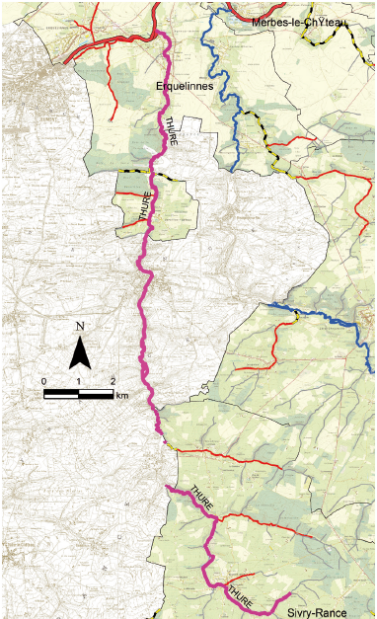 Merbes-le-ChŸteau
Erquelinnes
THURE
THURE
N
0 1 2
km
THURE
THURE
Sivry-Rance